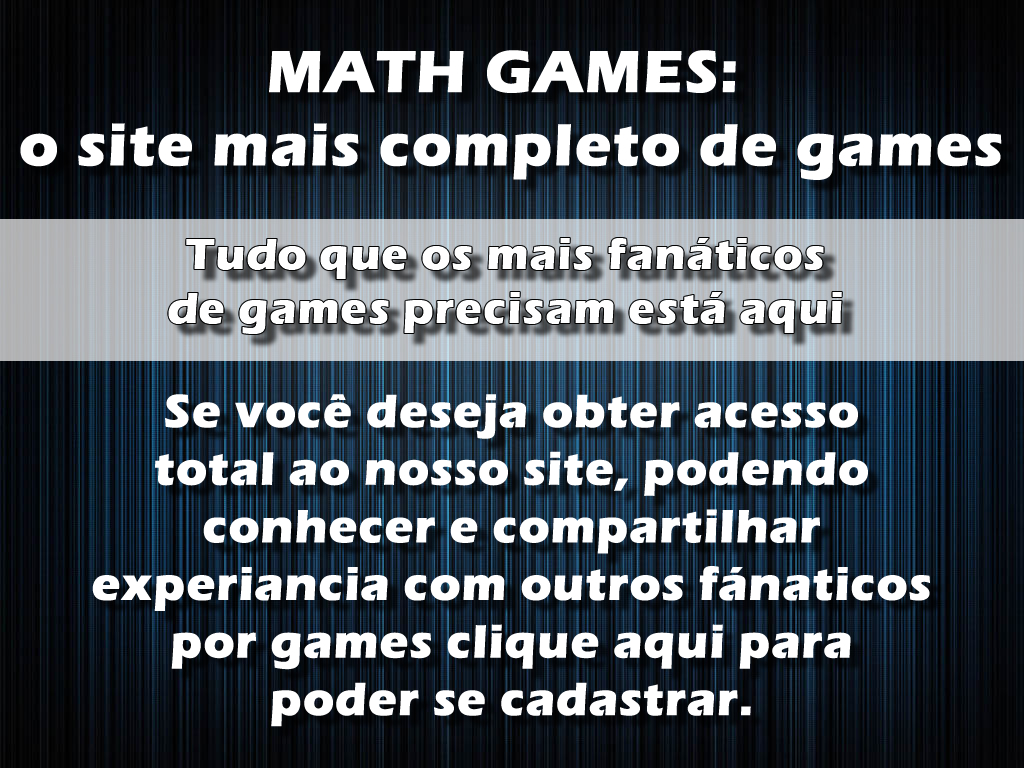 MATH GAMES:
o site mais completo de games
Tudo que os mais fanáticos
de games precisam está aqui
Se você deseja obter acesso
total ao nosso site, podendo
conhecer e compartilhar
experiancia com outros fánaticos
por games clique aqui para
poder se cadastrar.